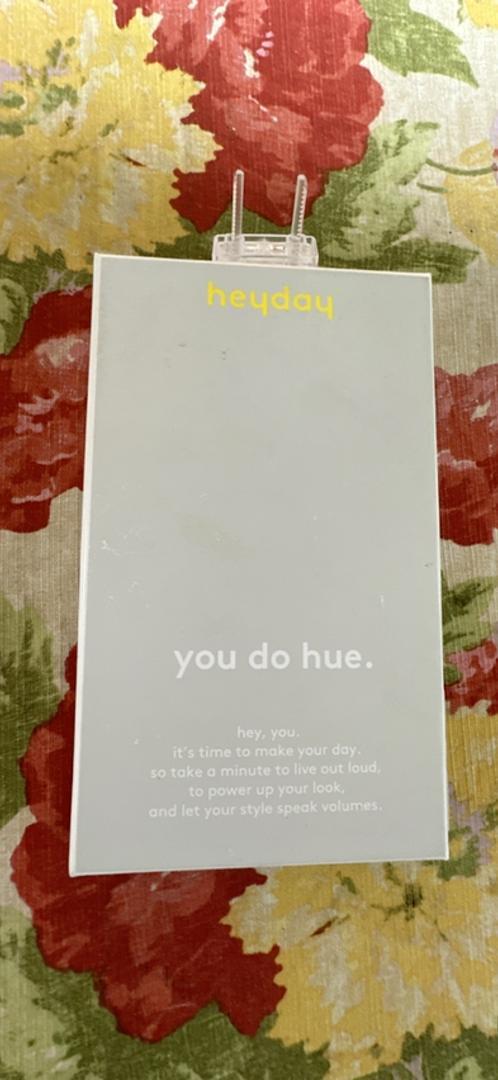 heyday
you do hue.
hey, you.
it's time to make your day.
so take a minute to live out loud,
to power up your look,
and let your style speak volumes.